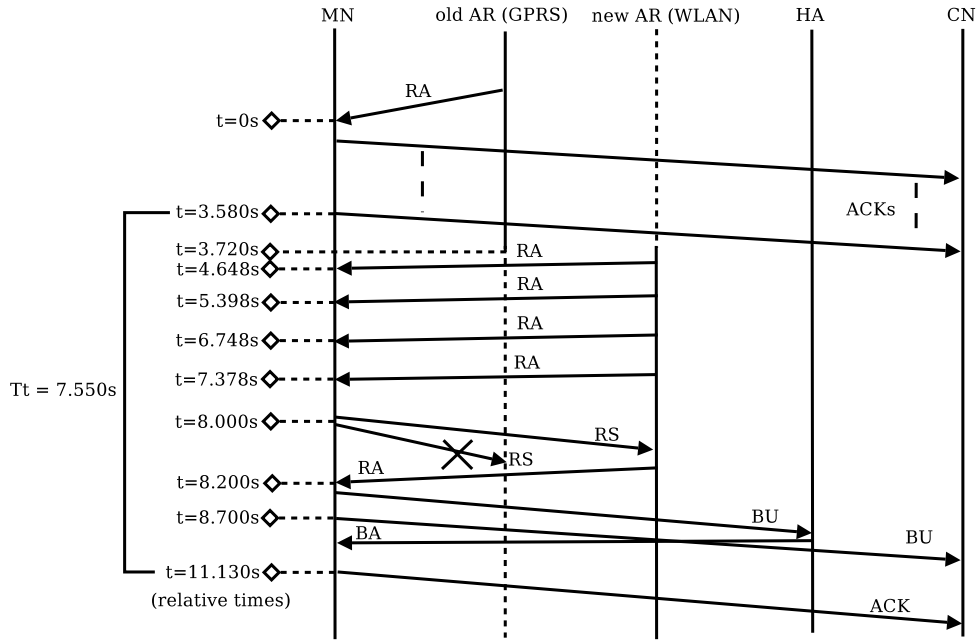 MN old AR (GPRS) new AR (WLAN) HA CN
RA
t=0s
ACKs
t=3.580s
t=3.720s
RA
t=4.648s
RA
t=5.398s
RA
t=6.748s
RA
t=7.378s
Tt = 7.550s
t=8.000s
RS
RS
RA
t=8.200s
BU
t=8.700s
BA
BU
t=11.130s
(relative times)
ACK